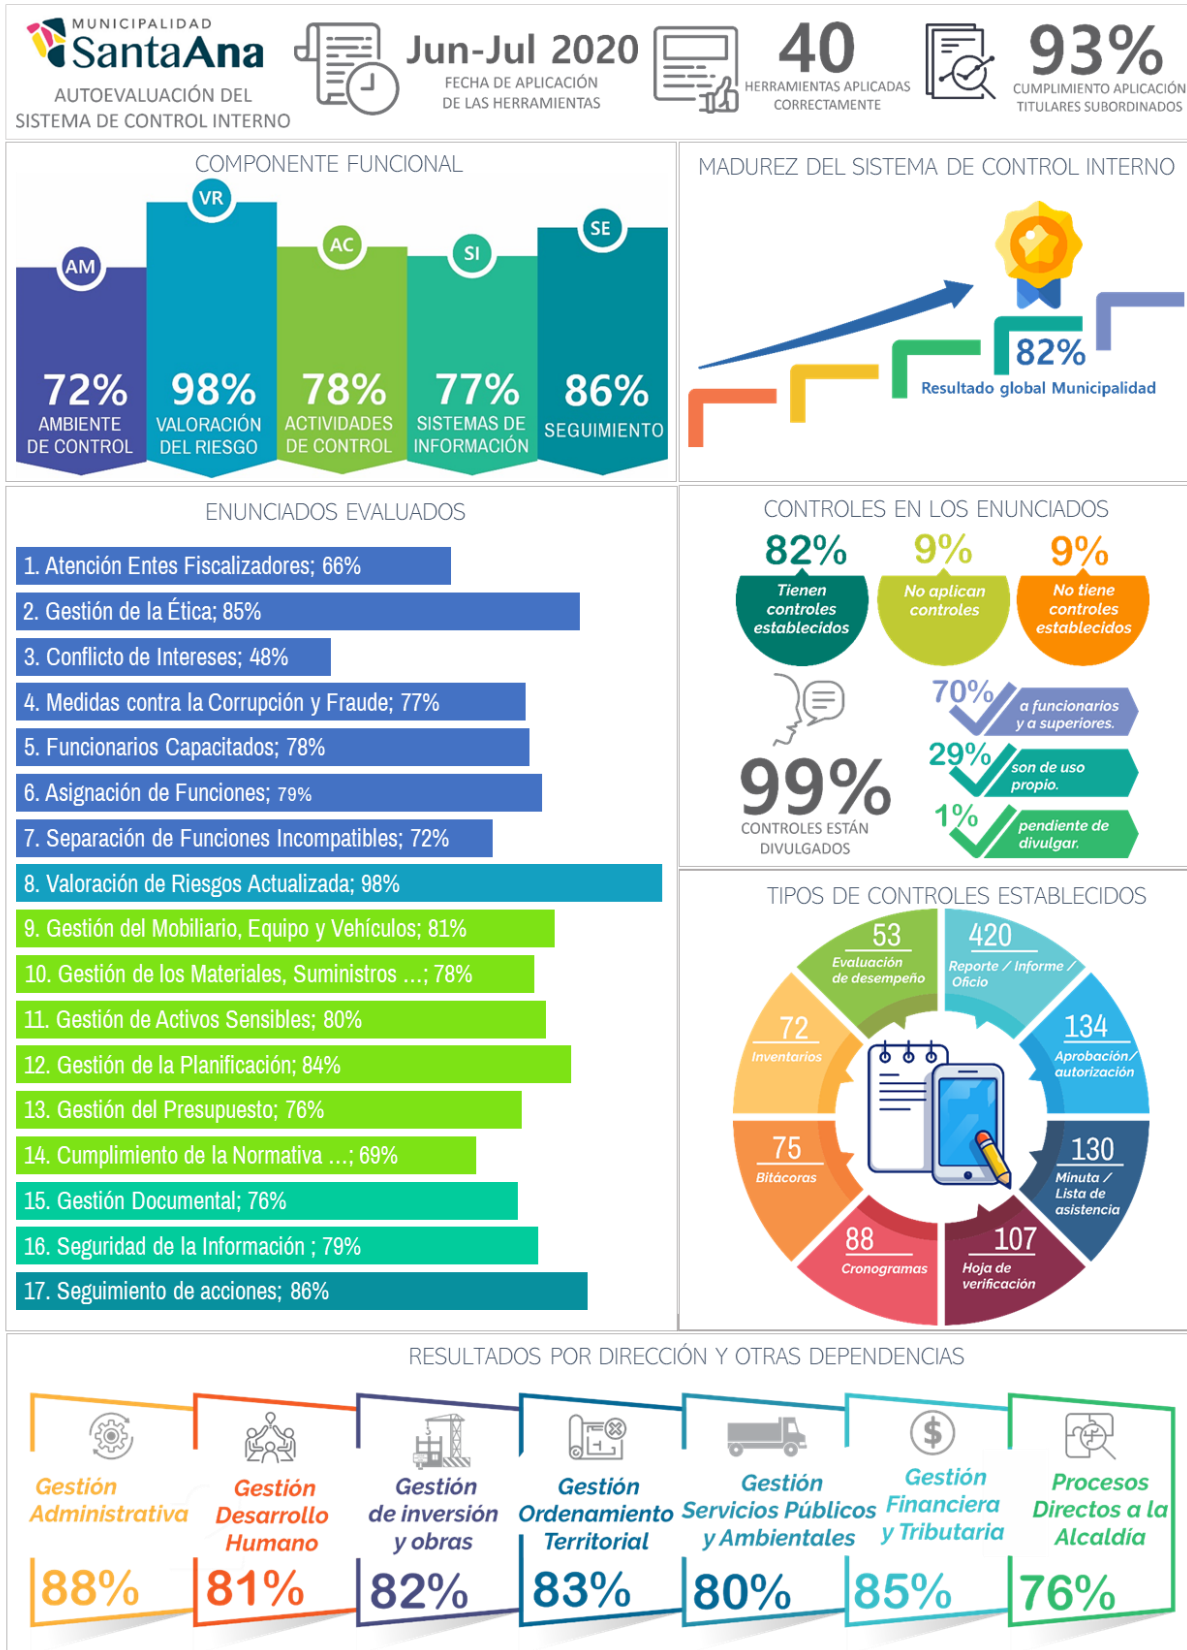 MUNICIPALIDAD
SantaAna
AUTOEVALUACIÓN DEL
SISTEMA DE CONTROL INTERNO
Jun-Jul 2020
FECHA DE APLICACIÓN
DE LAS HERRAMIENTAS
40
HERRAMIENTAS APLICADAS
CORRECTAMENTE
93%
CUMPLIMIENTO APLICACIÓN
TITULARES SUBORDINADOS
COMPONENTE FUNCIONAL
AM
72%
AMBIENTE
DE CONTROL
VR
98%
VALORACIÓN
DEL RIESGO
AC
78%
ACTIVIDADES
DE CONTROL
SI
77%
SISTEMAS DE
INFORMACIÓN
SE
86%
SEGUIMIENTO
MADUREZ DEL SISTEMA DE CONTROL INTERNO
82%
Resultado global Municipalidad
ENUNCIADOS EVALUADOS
1. Atención Entes Fiscalizadores; 66%
2. Gestión de la Ética; 85%
3. Conflicto de Intereses; 48%
4. Medidas contra la Corrupción y Fraude; 77%
5. Funcionarios Capacitados; 78%
6. Asignación de Funciones; 79%
7. Separación de Funciones Incompatibles; 72%
8. Valoración de Riesgos Actualizada; 98%
9. Gestión del Mobiliario, Equipo y Vehículos; 81%
10. Gestión de los Materiales, Suministros ...; 78%
11. Gestión de Activos Sensibles; 80%
12. Gestión de la Planificación; 84%
13. Gestión del Presupuesto; 76%
14. Cumplimiento de la Normativa ...; 69%
15. Gestión Documental; 76%
16. Seguridad de la Información ; 79%
17. Seguimiento de acciones; 86%
CONTROLES EN LOS ENUNCIADOS
82%
Tienen
controles
establecidos
9%
No aplican
controles
9%
No tiene
controles
establecidos
99%
CONTROLES ESTÁN
DIVULGADOS
70%
a funcionarios
y a superiores.
29%
son de uso
propio.
1%
pendiente de
divulgar.
TIPOS DE CONTROLES ESTABLECIDOS
53
Evaluación
de desempeño
420
Reporte / Informe /
Oficio
134
Aprobación/
autorización
130
Minuta /
Lista de
asistencia
107
Hoja de
verificación
88
Cronogramas
75
Bitácoras
72
Inventarios
RESULTADOS POR DIRECCIÓN Y OTRAS DEPENDENCIAS
Gestión
Administrativa
88%
Gestión
Desarrollo
Humano
81%
Gestión
de inversión
y obras
82%
Gestión
Ordenamiento
Territorial
83%
Gestión
Servicios Públicos
y Ambientales
80%
Gestión
Financiera
y Tributaria
85%
Procesos
Directos a la
Alcaldía
76%